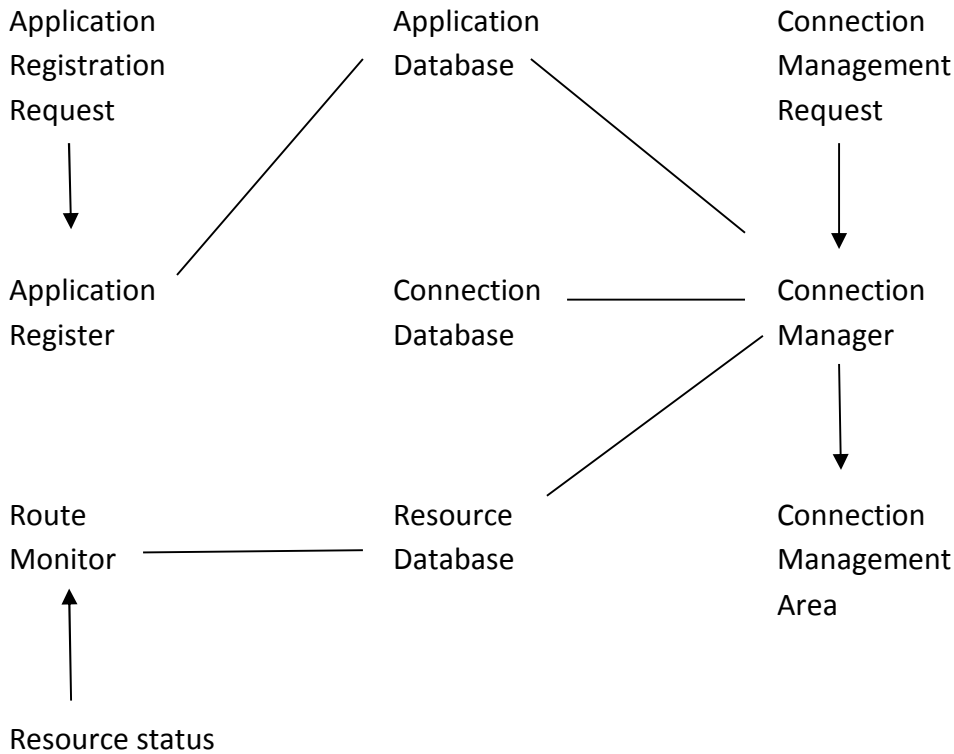 Application
Registration
Request
Application
Database
Connection
Management
Request
Application
Register
Connection
Database
Connection
Manager
Route
Monitor
Resource
Database
Connection
Management
Area
Resource status